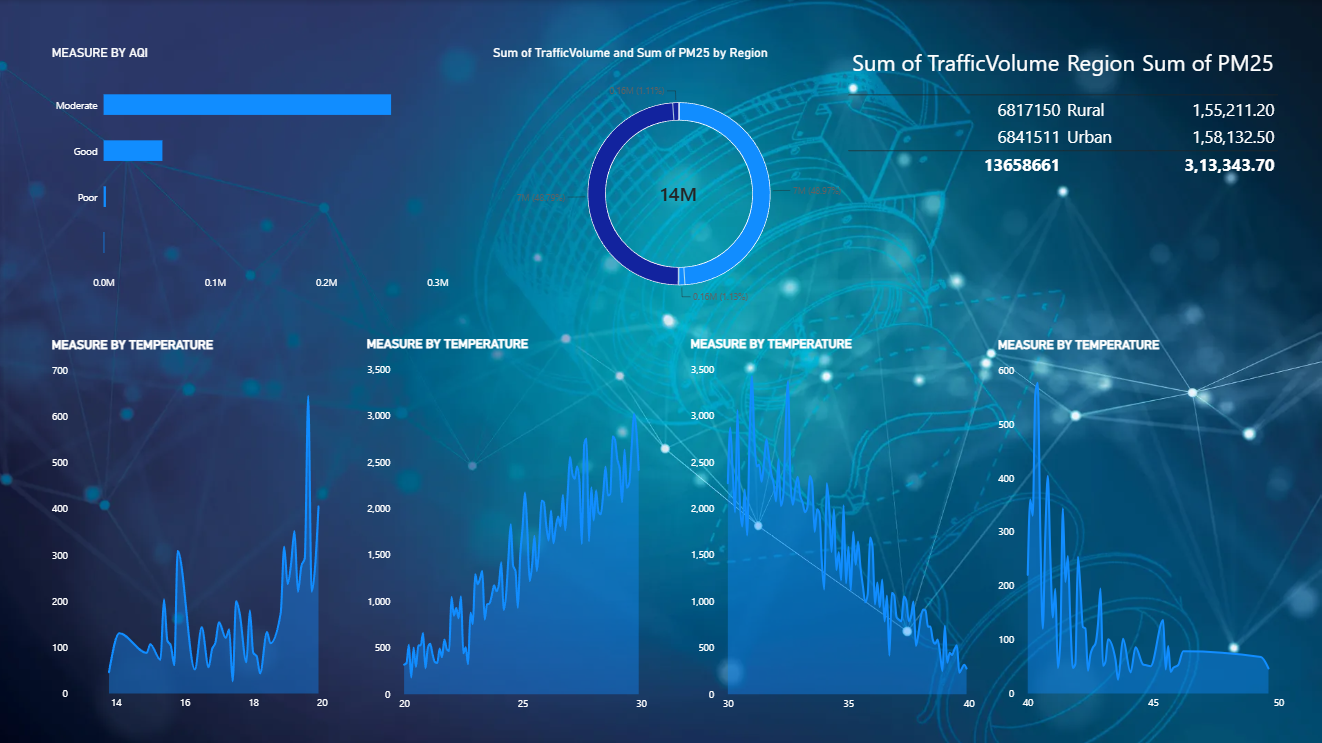 MEASURE BY AQI
Moderate
Good
Poor
0.0M 0.1M 0.2M 0.3M
Sum of TrafficVolume and Sum of PM25 by Region
14M
Sum of TrafficVolume Region Sum of PM25
6817150 Rural 1,55,211.20
6841511 Urban 1,58,132.50
13658661 3,13,343.70
MEASURE BY TEMPERATURE
700
600
500
400
300
200
100
0
14 16 18 20
MEASURE BY TEMPERATURE
3,500
3,000
2,500
2,000
1,500
1,000
500
0
20 25 30
MEASURE BY TEMPERATURE
3,500
3,000
2,500
2,000
1,500
1,000
500
0
30 35 40
MEASURE BY TEMPERATURE
600
500
400
300
200
100
0
40 45 50